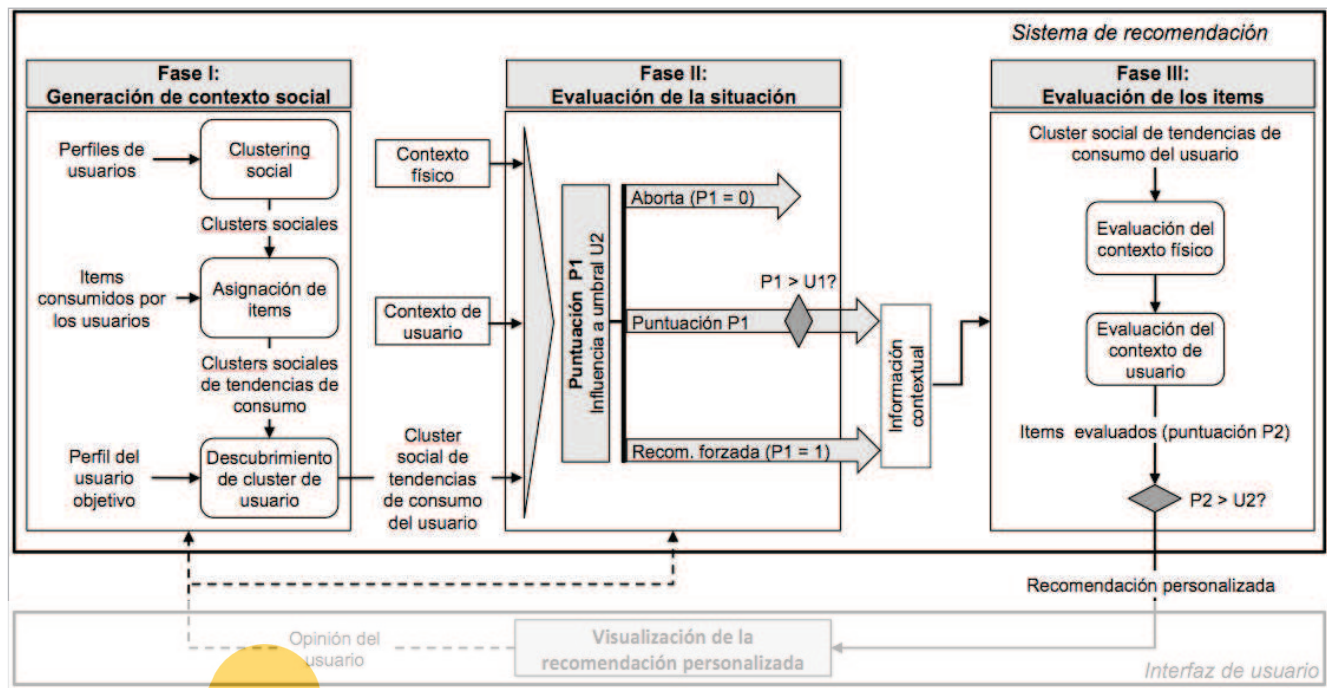 Sistema de recomendación
Fase I:
Generación de contexto social
Perfiles de
usuarios
Clustering
social
Clusters sociales
Items
consumidos por
los usuarios
Asignación de
items
Clusters sociales
de tendencias de
consumo
Perfil del
usuario
objetivo
Descubrimiento
de cluster de
usuario
Contexto
físico
Contexto de
usuario
Cluster
social de
tendencias
de consumo
del usuario
Fase II:
Evaluación de la situación
Puntuación P1
Influencia a umbral U2
Aborta (P1 = 0)
P1 > U1?
Puntuación P1
Recom. forzada (P1 = 1)
Información
contextual
Fase III:
Evaluación de los items
Cluster social de tendencias de
consumo del usuario
Evaluación del
contexto físico
Evaluación del
contexto de
usuario
Items evaluados (puntuación P2)
P2 > U2?
Recomendación personalizada
Opinión del
usuario
Visualización de la
recomendación personalizada
Interfaz de usuario